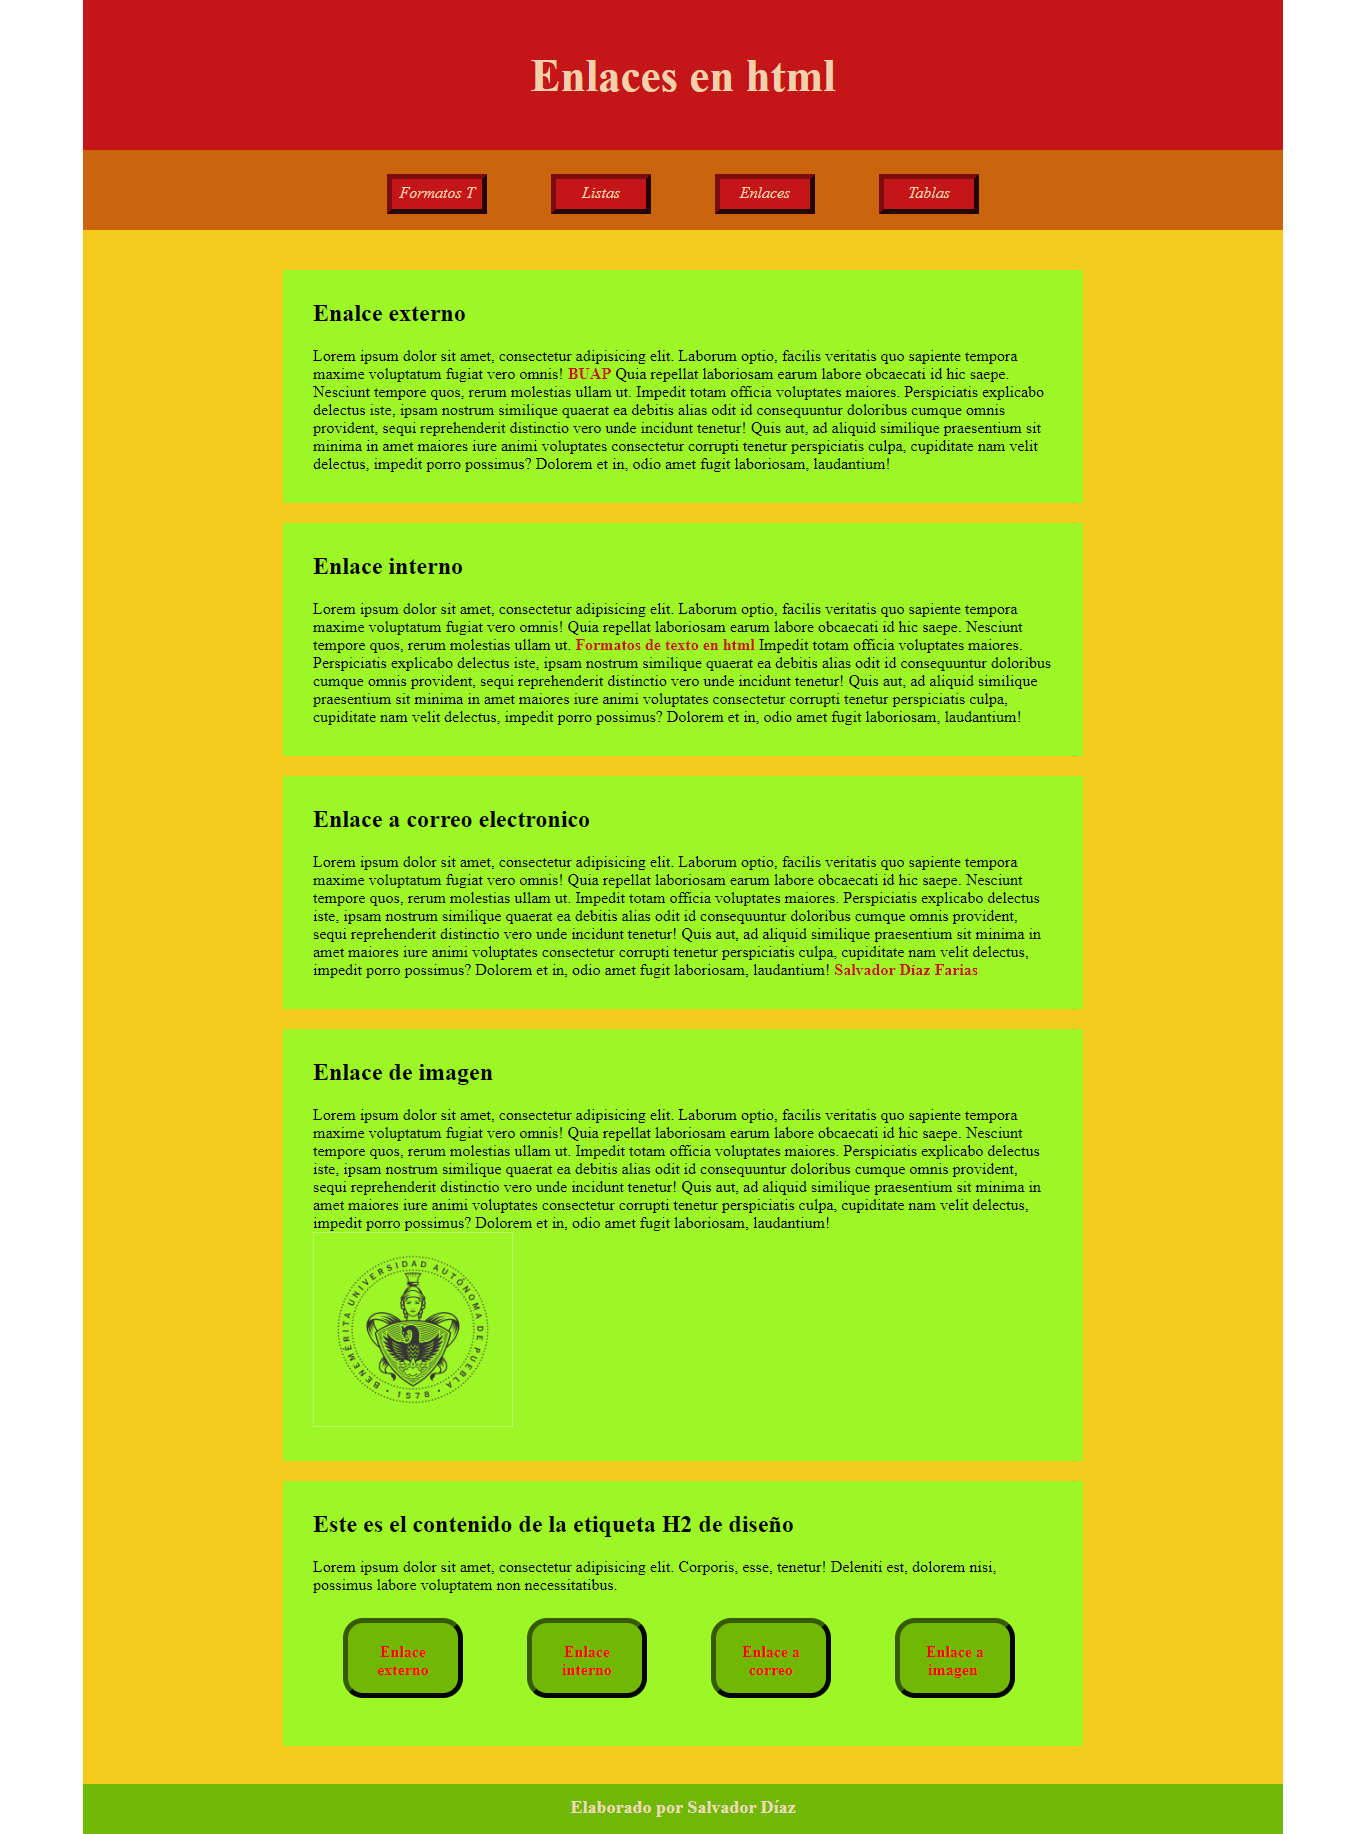 Enlaces en html
Formatos T
Listas
Enlaces
Tablas
Enalce externo
Lorem ipsum dolor sit amet, consectetur adipisicing elit. Laborum optio, facilis veritatis quo sapiente tempora
maxime voluptatum fugiat vero omnis! BUAP Quia repellat laboriosam earum labore obcaecati id hic saepe.
Nesciunt tempore quos, rerum molestias ullam ut. Impedit totam officia voluptates maiores. Perspiciatis explicabo
delectus iste, ipsam nostrum similique quaerat ea debitis alias odit id consequuntur doloribus cumque omnis
provident, sequi reprehenderit distinctio vero unde incidunt tenetur! Quis aut, ad aliquid similique praesentium sit
minima in amet maiores iure animi voluptates consectetur corrupti tenetur perspiciatis culpa, cupiditate nam velit
delectus, impedit porro possimus? Dolorem et in, odio amet fugit laboriosam, laudantium!
Enlace interno
Lorem ipsum dolor sit amet, consectetur adipisicing elit. Laborum optio, facilis veritatis quo sapiente tempora
maxime voluptatum fugiat vero omnis! Quia repellat laboriosam earum labore obcaecati id hic saepe. Nesciunt
tempore quos, rerum molestias ullam ut. Formatos de texto en html Impedit totam officia voluptates maiores.
Perspiciatis explicabo delectus iste, ipsam nostrum similique quaerat ea debitis alias odit id consequuntur doloribus
cumque omnis provident, sequi reprehenderit distinctio vero unde incidunt tenetur! Quis aut, ad aliquid similique
praesentium sit minima in amet maiores iure animi voluptates consectetur corrupti tenetur perspiciatis culpa,
cupiditate nam velit delectus, impedit porro possimus? Dolorem et in, odio amet fugit laboriosam, laudantium!
Enlace a correo electronico
Lorem ipsum dolor sit amet, consectetur adipisicing elit. Laborum optio, facilis veritatis quo sapiente tempora
maxime voluptatum fugiat vero omnis! Quia repellat laboriosam earum labore obcaecati id hic saepe. Nesciunt
tempore quos, rerum molestias ullam ut. Impedit totam officia voluptates maiores. Perspiciatis explicabo delectus
iste, ipsam nostrum similique quaerat ea debitis alias odit id consequuntur doloribus cumque omnis provident,
sequi reprehenderit distinctio vero unde incidunt tenetur! Quis aut, ad aliquid similique praesentium sit minima in
amet maiores iure animi voluptates consectetur corrupti tenetur perspiciatis culpa, cupiditate nam velit delectus,
impedit porro possimus? Dolorem et in, odio amet fugit laboriosam, laudantium! Salvador Díaz Farias
Enlace de imagen
Lorem ipsum dolor sit amet, consectetur adipisicing elit. Laborum optio, facilis veritatis quo sapiente tempora
maxime voluptatum fugiat vero omnis! Quia repellat laboriosam earum labore obcaecati id hic saepe. Nesciunt
tempore quos, rerum molestias ullam ut. Impedit totam officia voluptates maiores. Perspiciatis explicabo delectus
iste, ipsam nostrum similique quaerat ea debitis alias odit id consequuntur doloribus cumque omnis provident,
sequi reprehenderit distinctio vero unde incidunt tenetur! Quis aut, ad aliquid similique praesentium sit minima in
amet maiores iure animi voluptates consectetur corrupti tenetur perspiciatis culpa, cupiditate nam velit delectus,
impedit porro possimus? Dolorem et in, odio amet fugit laboriosam, laudantium!
BENEMÉRITA UNIVERSIDAD AUTÓNOMA DE PUEBLA
• 1578 •
Este es el contenido de la etiqueta H2 de diseño
Lorem ipsum dolor sit amet, consectetur adipisicing elit. Corporis, esse, tenetur! Deleniti est, dolorem nisi,
possimus labore voluptatem non necessitatibus.
Enlace
externo
Enlace
interno
Enlace a
correo
Enlace a
imagen
Elaborado por Salvador Díaz